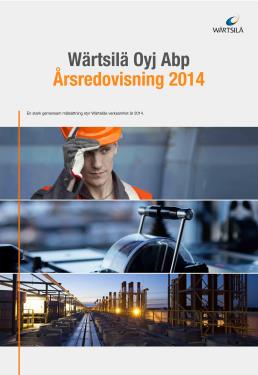 WÄRTSILÄ
Wärtsilä Oyj Abp
Årsredovisning 2014
En stark gemensam målsättning styr Wärtsiläs verksamhet år 2014.